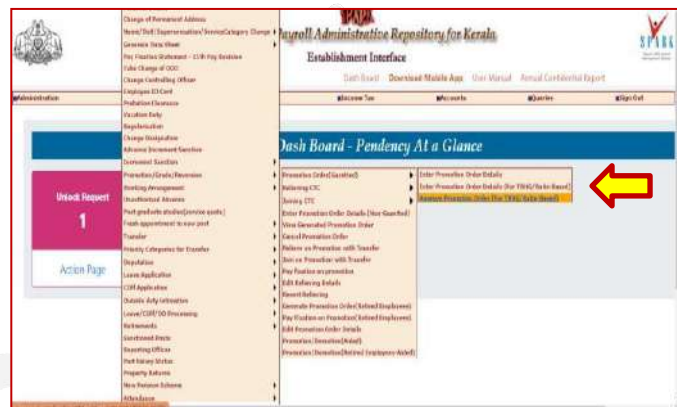 Change of Permanent Address
Name/DoB/Superannuation/ServiceCategory Change
Generate Data Sheet
Pay Fixation Statement - 11th Pay Revision
Take Charge of DDO
Change Controlling Officer
Employee ID Card
Probation Clearance
Vacation Duty
Regularisation
Change Designation
Advance Increment Sanction
Increment Sanction
Promotion/Grade/Reversion
Working Arrangement
Unauthorised Absence
Post graduate studies(service quota)
Fresh appointment to new post
Transfer
Priority Categories for Transfer
Deputation
Leave Application
COff Application
Outside duty intimation
Leave/COff/OD Processing
Retirements
Sanctioned Posts
Reporting Officer
Post Salary Status
Property Returns
New Pension Scheme
Attendance
Payroll Administrative Repository for Kerala
Establishment Interface
SPARK
Dash Board Download Mobile App User Manual Annual Confidential Report
Administration Income Tax Accounts Queries Sign Out
Dash Board - Pendency At a Glance
Unlock Request
1
Action Page
Promotion Order(Gazetted)
Relieving CTC
Joining CTC
Enter Promotion Order Details (Non Gazetted)
View Generated Promotion Order
Cancel Promotion Order
Relieve on Promotion with Transfer
Join on Promotion with Transfer
Pay fixation on promotion
Edit Relieving Details
Revert Relieving
Generate Promotion Order(Retired Employees)
Pay fixation on Promotion(Retired Employees)
Edit Promotion Order Details
Promotion/Demotion(Aided)
Promotion/Demotion(Retired Employees-Aided)
Enter Promotion Order Details
Enter Promotion Order Details (For TBHG/Ratio Based)
Approve Promotion Order (For TBHG/Ratio Based)